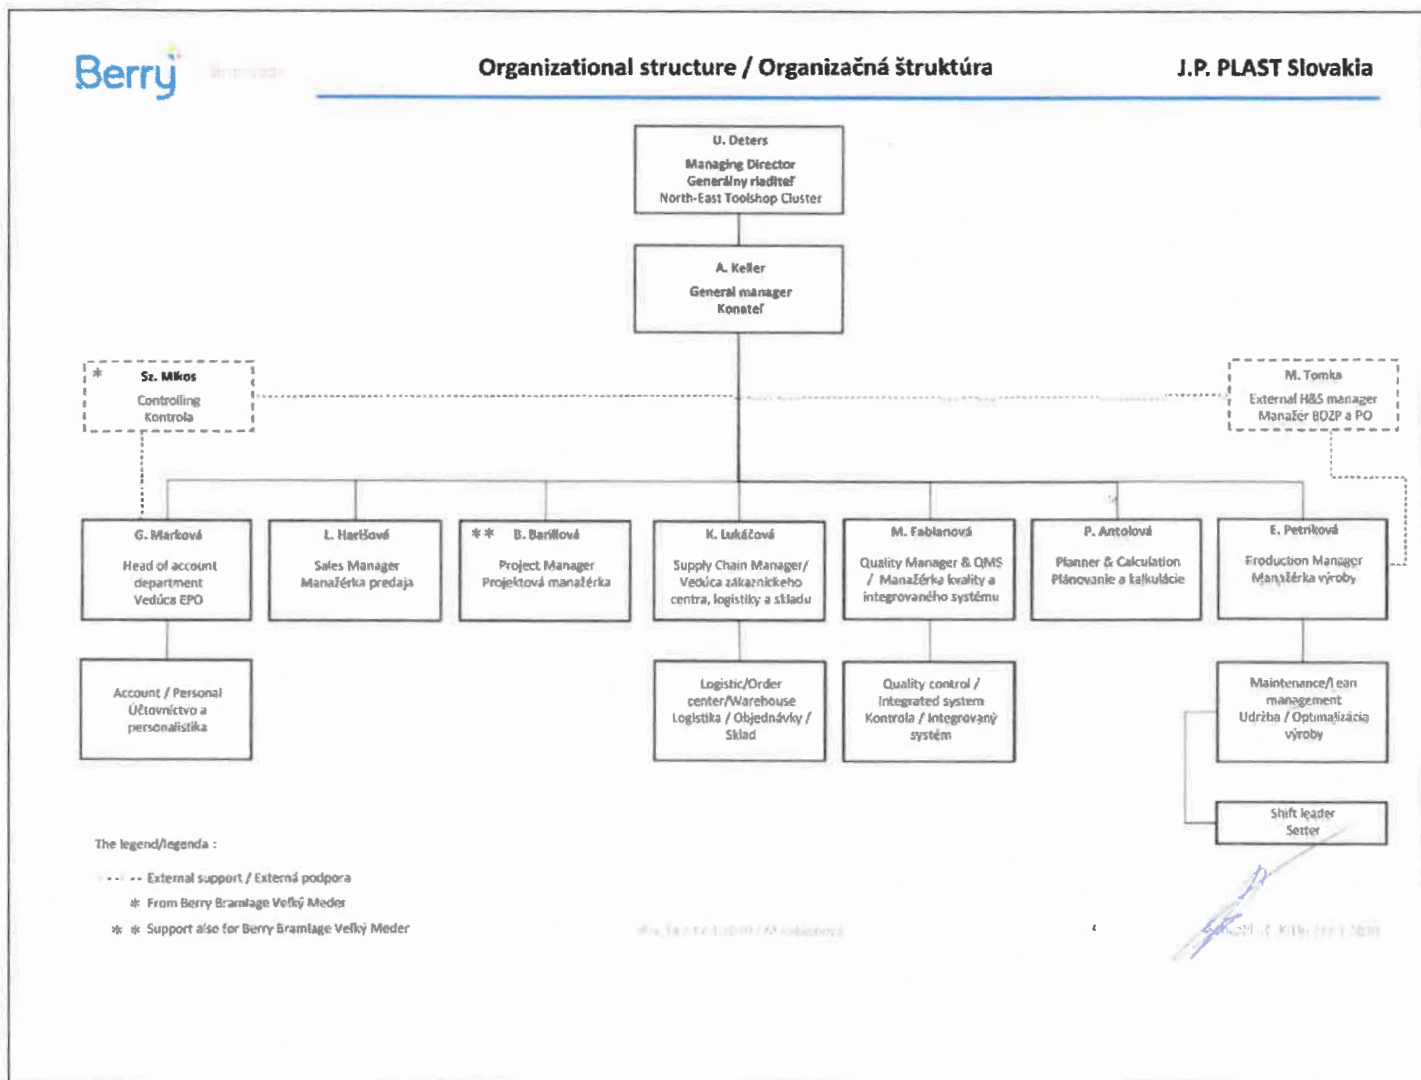 Berry
Organizational structure / Organizačná štruktúra
J.P. PLAST Slovakia
U. Deters
Managing Director
Generálny riaditeľ
North-East Toolshop Cluster
A. Keller
General manager
Konateľ
* Sz. Mikos
Controlling
Kontrola
M. Tomka
External H&S manager
Manažér BOZP a PO
G. Marková
Head of account
department
Vedúca EPO
Ľ. Harišová
Sales Manager
Manažérka predaja
* * B. Barillová
Project Manager
Projektová manažérka
K. Lukáčová
Supply Chain Manager/
Vedúca zákazníckeho
centra, logistiky a skladu
M. Fabianová
Quality Manager & QMS
/ Manažérka kvality a
integrovaného systému
P. Antolová
Planner & Calculation
Plánovanie a kalkulácie
E. Petríková
Production Manager
Manažérka výroby
Account / Personal
Účtovníctvo a
personalistika
Logistic/Order
center/Warehouse
Logistika / Objednávky /
Sklad
Quality control /
Integrated system
Kontrola / Integrovaný
systém
Maintenance/Lean
management
Údržba / Optimalizácia
výroby
Shift leader
Setter
The legend/legenda :
External support / Externá podpora
* From Berry Bramlage Veľký Meder
* * Support also for Berry Bramlage Veľký Meder